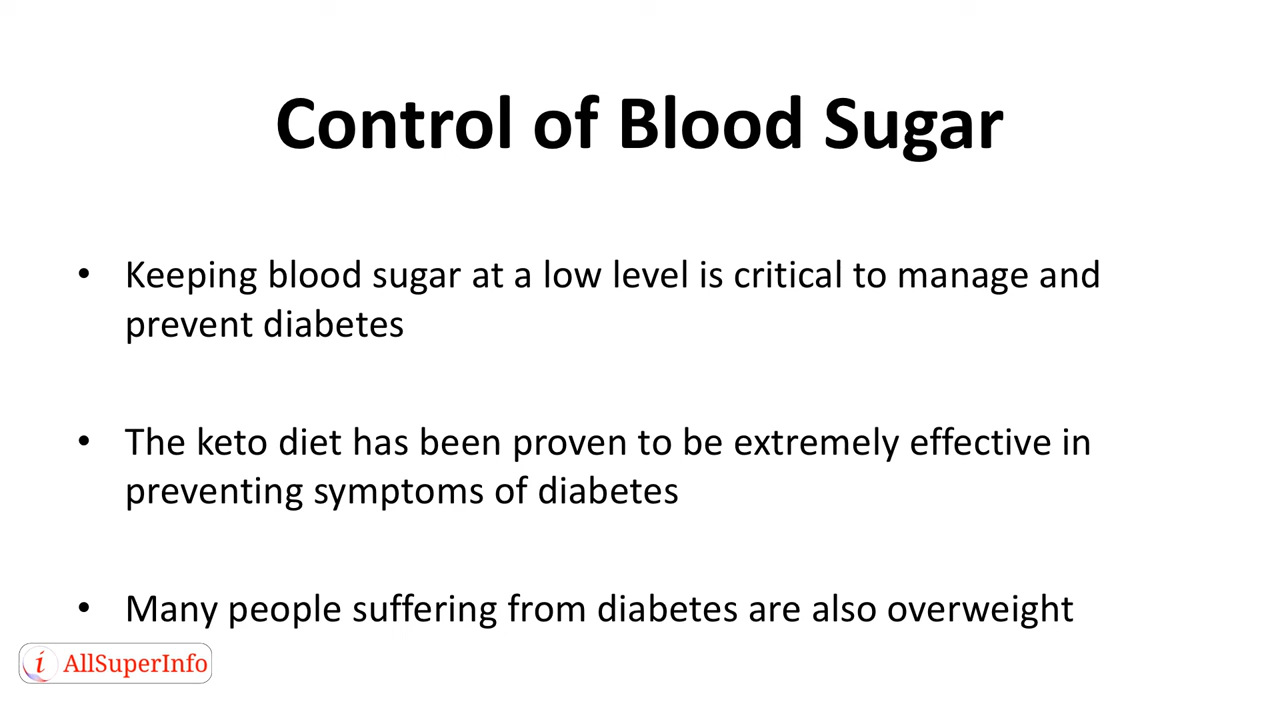 Control of Blood Sugar
• Keeping blood sugar at a low level is critical to manage and
prevent diabetes
• The keto diet has been proven to be extremely effective in
preventing symptoms of diabetes
• Many people suffering from diabetes are also overweight
i AllSuperInfo